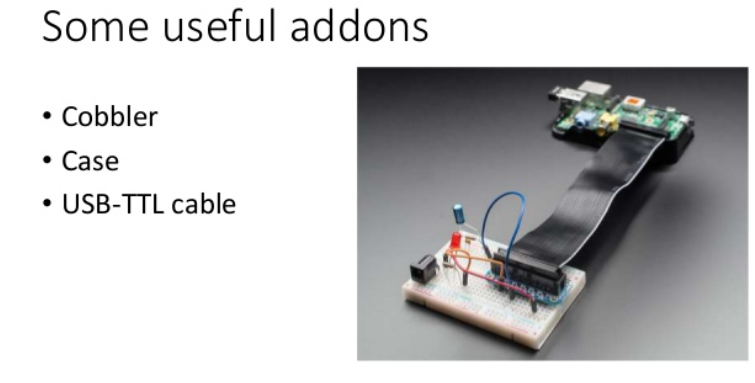 Some useful addons
• Cobbler
• Case
• USB-TTL cable